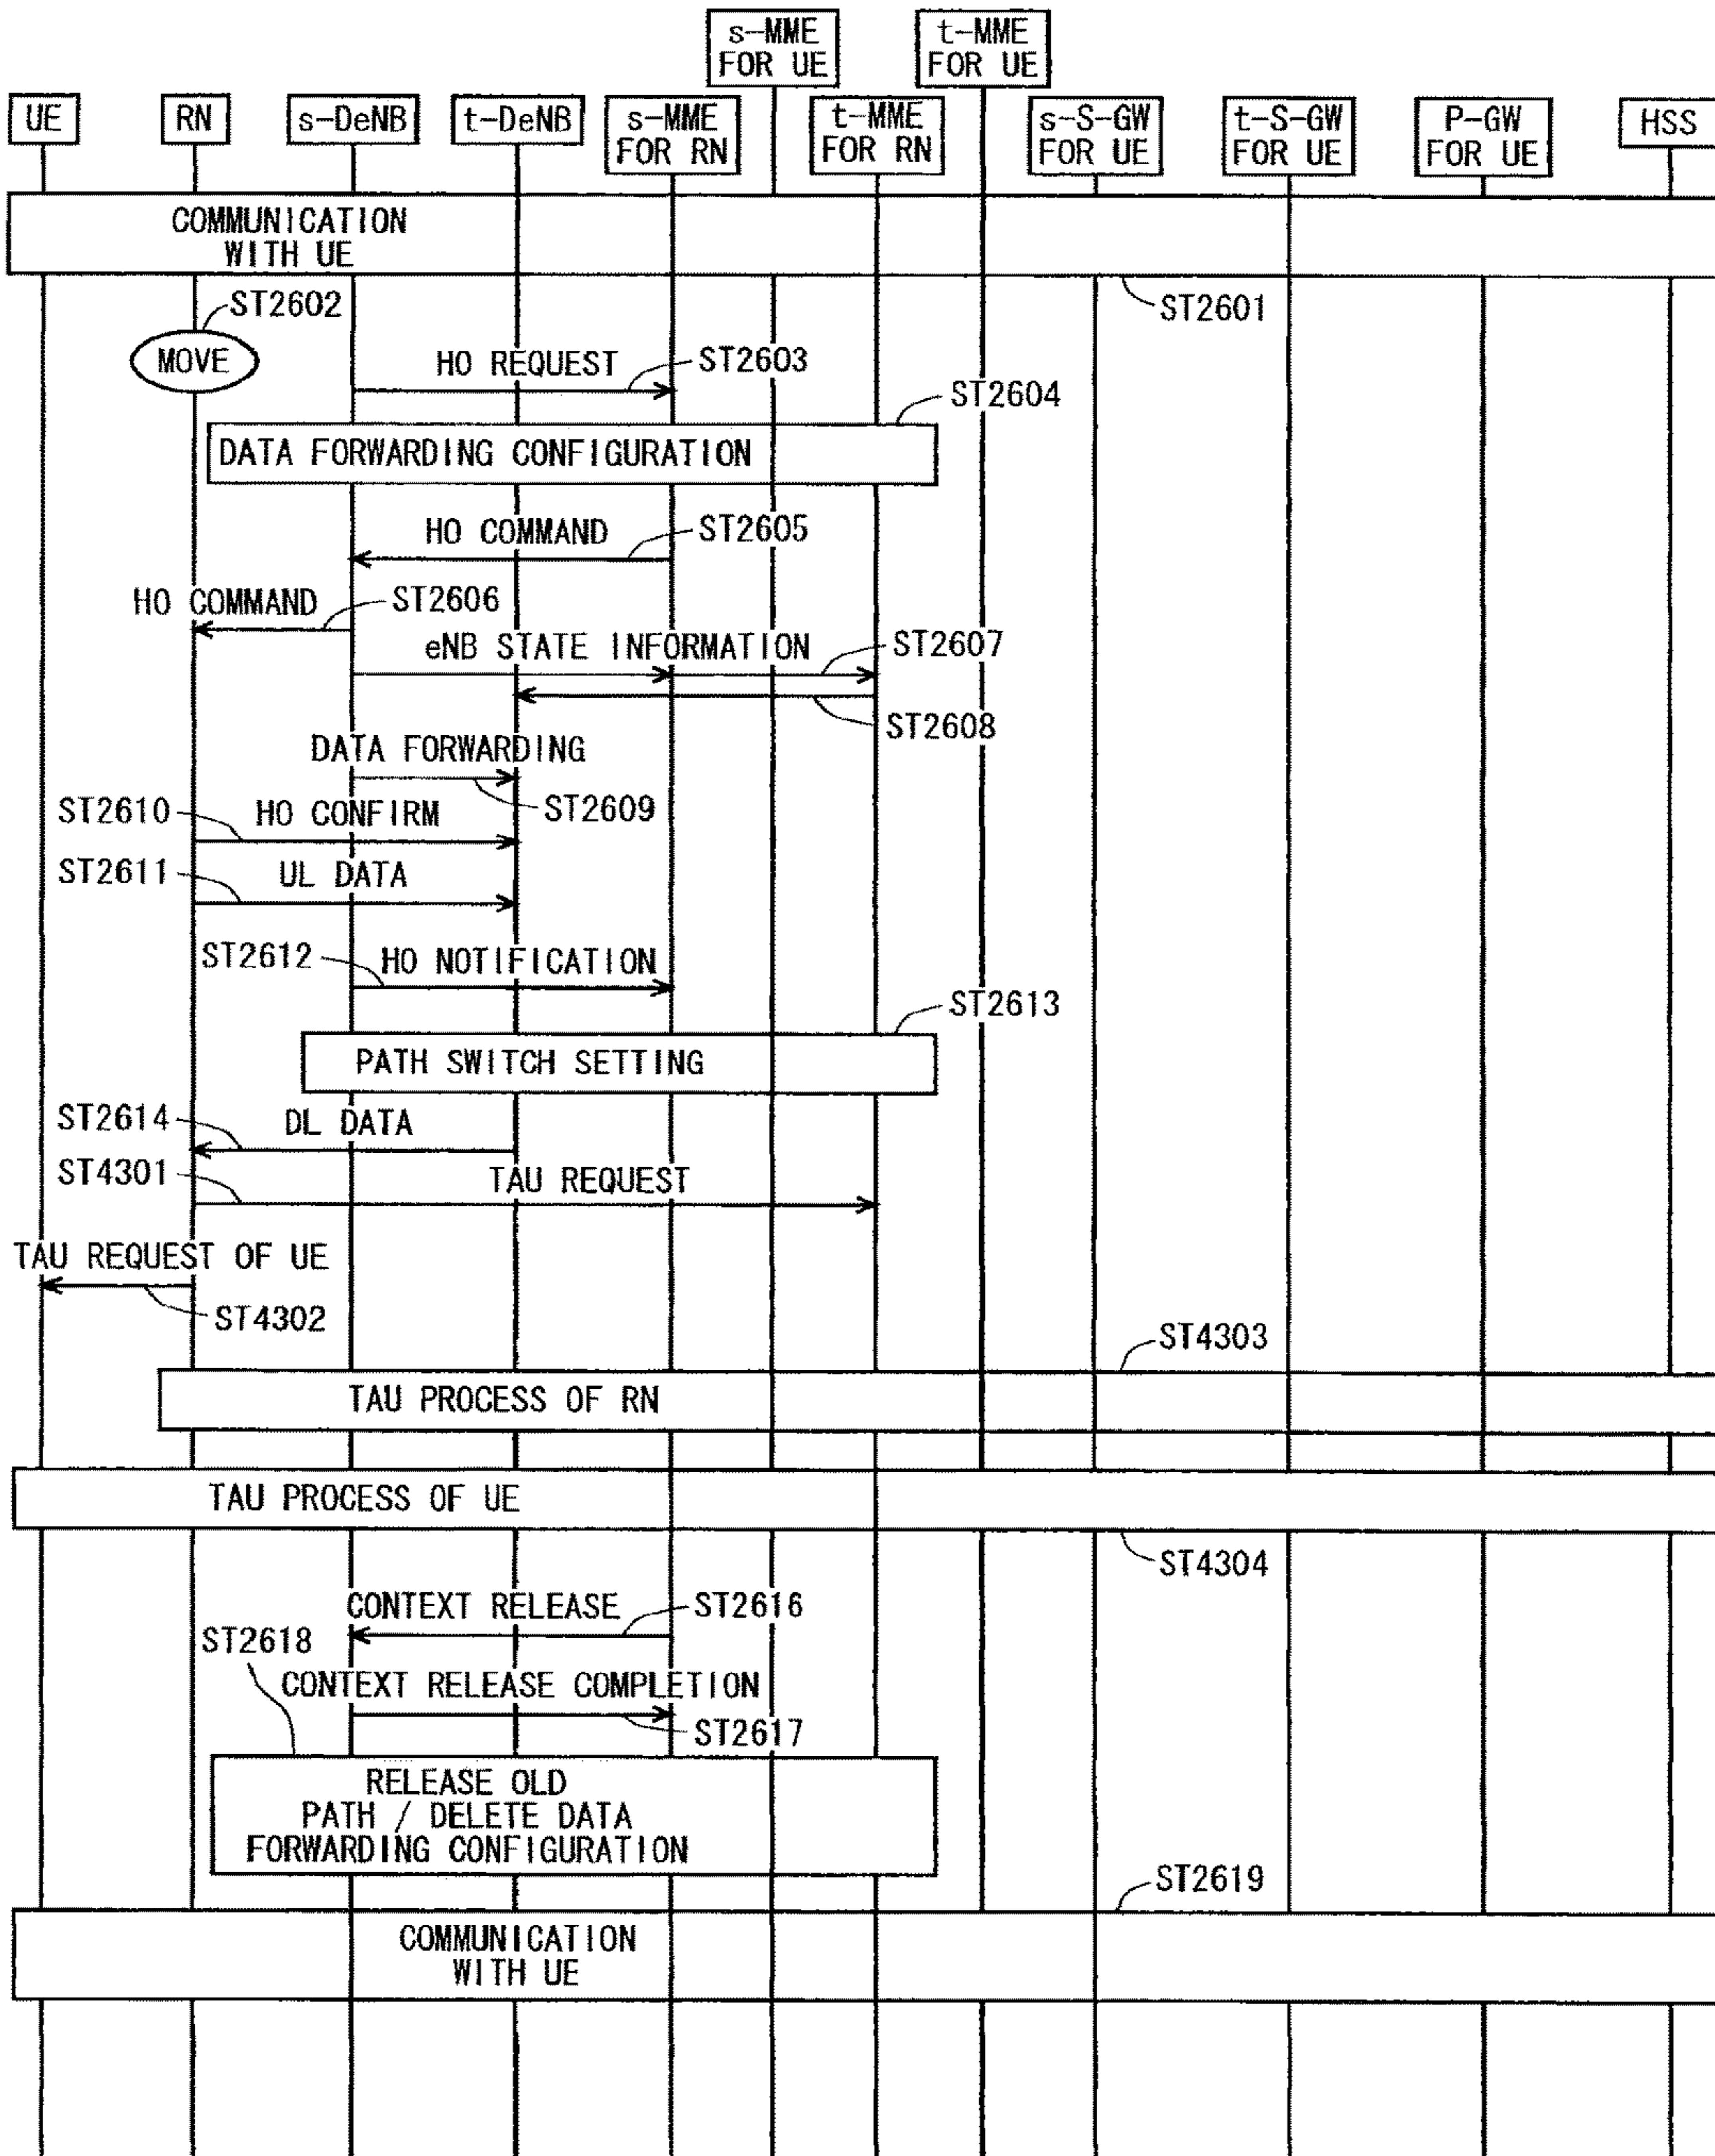 s-MME
FOR UE
t-MME
FOR UE
UE
RN
s-DeNB
t-DeNB
s-MME
FOR RN
t-MME
FOR RN
s-S-GW
FOR UE
t-S-GW
FOR UE
P-GW
FOR UE
HSS
COMMUNICATION
WITH UE
ST2601
ST2602
MOVE
HO REQUEST
ST2603
ST2604
DATA FORWARDING CONFIGURATION
HO COMMAND
ST2605
HO COMMAND
ST2606
eNB STATE INFORMATION
ST2607
ST2608
DATA FORWARDING
ST2609
ST2610
HO CONFIRM
ST2611
UL DATA
ST2612
HO NOTIFICATION
ST2613
PATH SWITCH SETTING
ST2614
DL DATA
ST4301
TAU REQUEST
TAU REQUEST OF UE
ST4302
ST4303
TAU PROCESS OF RN
TAU PROCESS OF UE
ST4304
CONTEXT RELEASE
ST2616
ST2618
CONTEXT RELEASE COMPLETION
ST2617
RELEASE OLD
PATH / DELETE DATA
FORWARDING CONFIGURATION
ST2619
COMMUNICATION
WITH UE